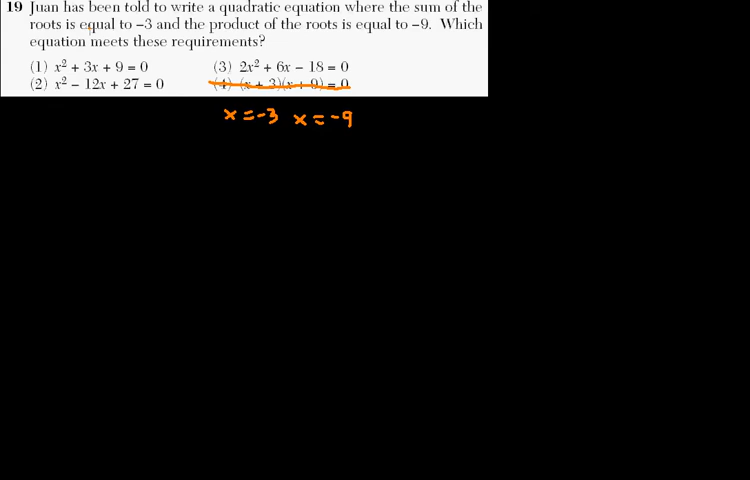 19 Juan has been told to write a quadratic equation where the sum of the
roots is equal to −3 and the product of the roots is equal to −9. Which
equation meets these requirements?
(1) x² + 3x + 9 = 0 (3) 2x² + 6x − 18 = 0
(2) x² − 12x + 27 = 0 (4) (x + 3)(x + 9) = 0
x = -3 x = -9